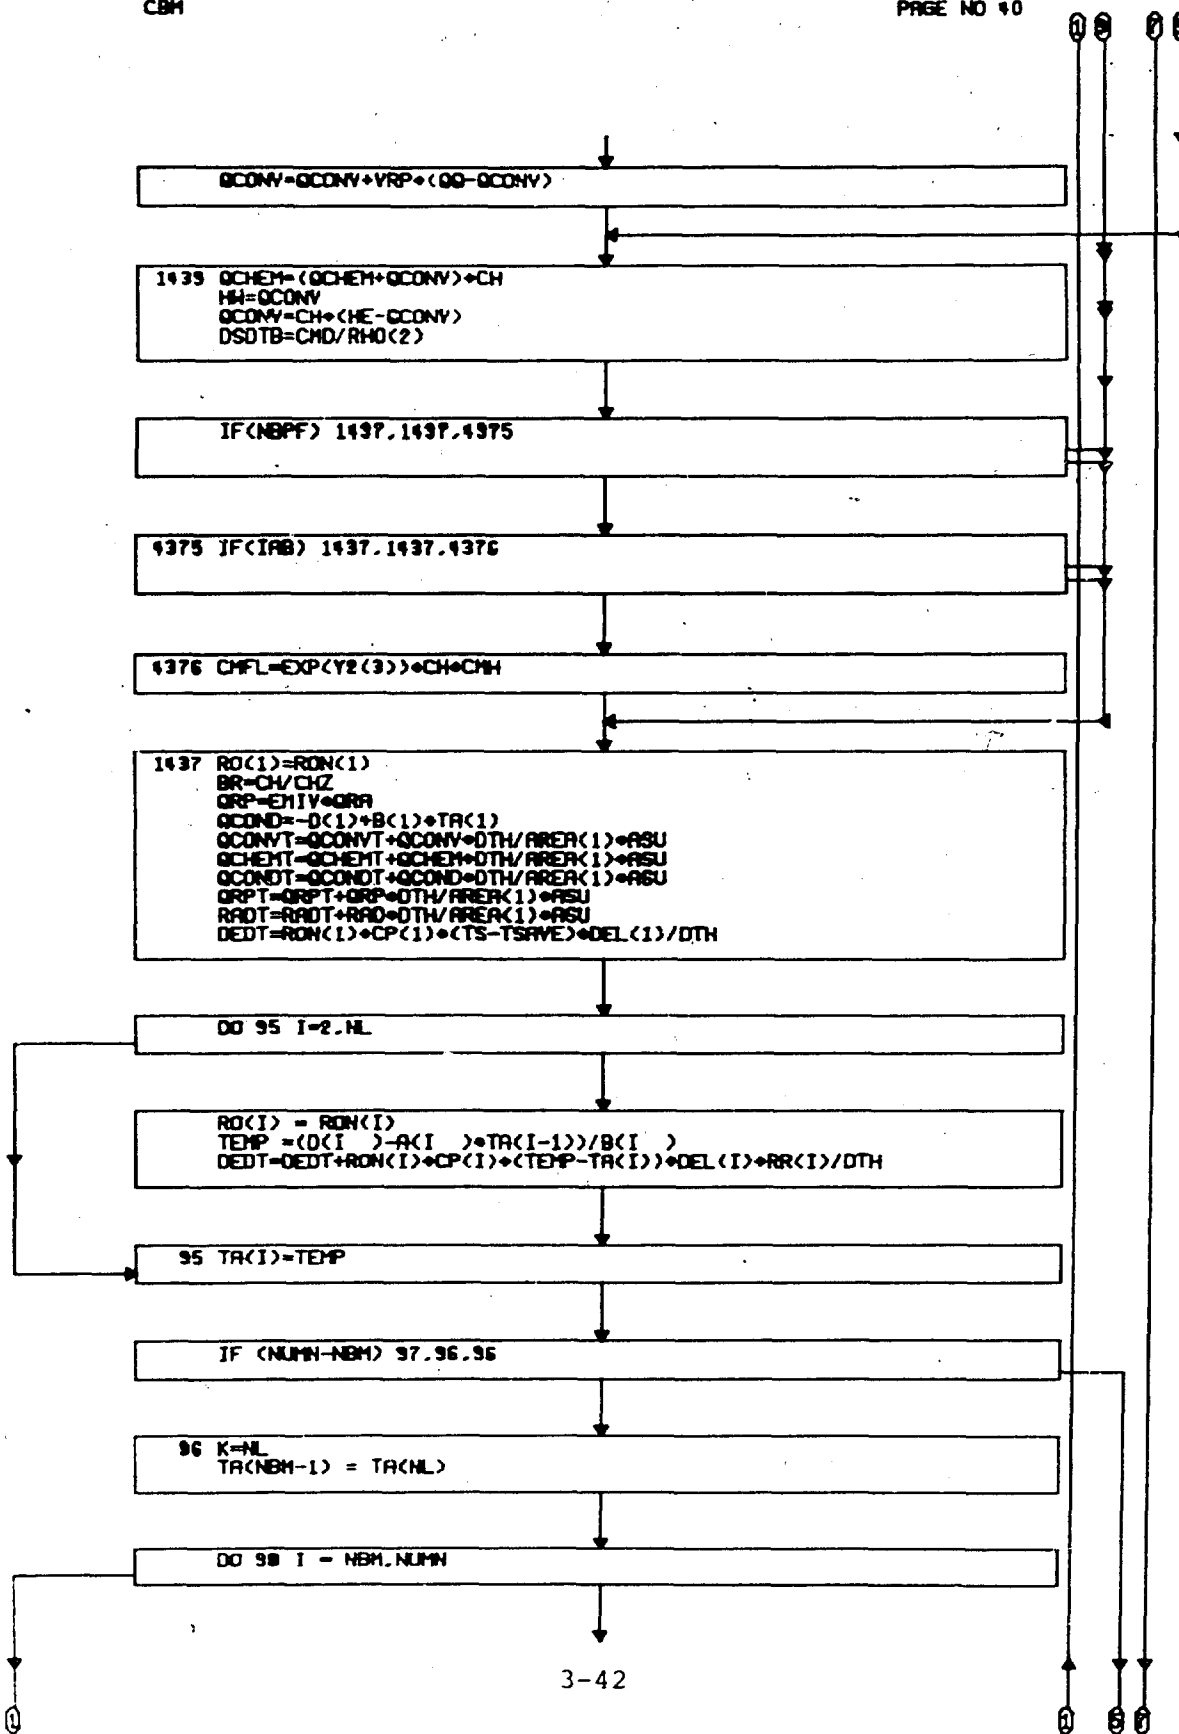 CBM PAGE NO 40
QCONV=QCONV+VRP*(QQ-QCONV)
1439 QCHEM=(QCHEM+QCONV)*CH
HW=QCONV
QCONV=CH*(HE-QCONV)
DSDTB=CMD/RHO(2)
IF(NBPF) 1437,1437,4375
4375 IF(IAB) 1437,1437,4376
4376 CMFL=EXP(Y2(3))*CH*CMH
1437 RO(1)=RON(1)
BR=CH/CHZ
QRP=EMIV*QRA
QCOND=-D(1)+B(1)*TA(1)
QCONVT=QCONVT+QCONV*DTH/AREA(1)*ASU
QCHEMT=QCHEMT+QCHEM*DTH/AREA(1)*ASU
QCONDT=QCONDT+QCOND*DTH/AREA(1)*ASU
QRPT=QRPT+QRP*DTH/AREA(1)*ASU
RADT=RADT+RAD*DTH/AREA(1)*ASU
DEDT=RON(1)*CP(1)*(TS-TSAVE)*DEL(1)/DTH
DO 95 I=2,NL
RO(I) = RON(I)
TEMP =(D(I )-A(I )*TA(I-1))/B(I )
DEDT=DEDT+RON(I)*CP(I)*(TEMP-TA(I))*DEL(I)*RR(I)/DTH
95 TA(I)=TEMP
IF (NUMN-NBM) 97,96,96
96 K=NL
TA(NBM-1) = TA(NL)
DO 98 I = NBM,NUMN
3-42
1 1